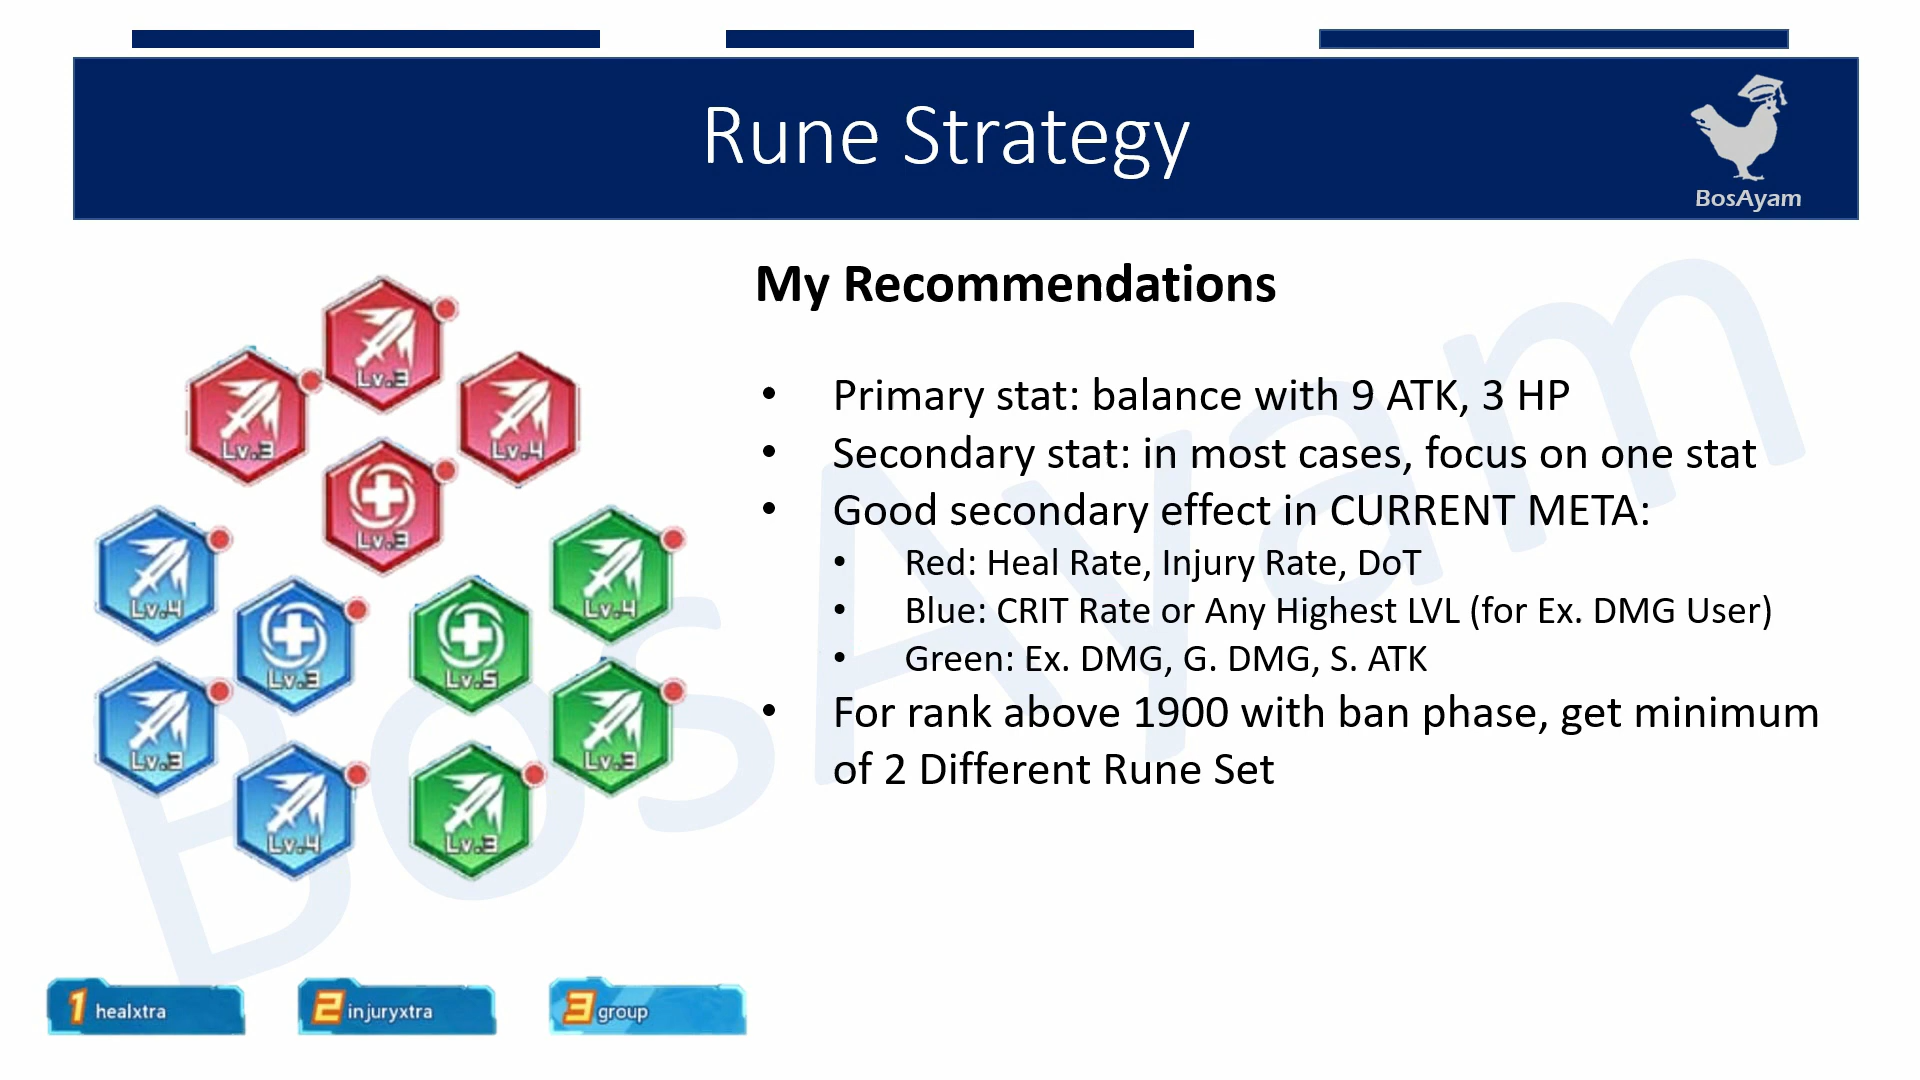 Rune Strategy
BosAyam
My Recommendations
• Primary stat: balance with 9 ATK, 3 HP
• Secondary stat: in most cases, focus on one stat
• Good secondary effect in CURRENT META:
• Red: Heal Rate, Injury Rate, DoT
• Blue: CRIT Rate or Any Highest LVL (for Ex. DMG User)
• Green: Ex. DMG, G. DMG, S. ATK
• For rank above 1900 with ban phase, get minimum
of 2 Different Rune Set
Lv.3
Lv.3
Lv.4
Lv.3
Lv.4
Lv.4
Lv.3
Lv.5
Lv.3
Lv.3
Lv.4
Lv.3
BosAyam
1 healxtra
2 injuryxtra
3 group